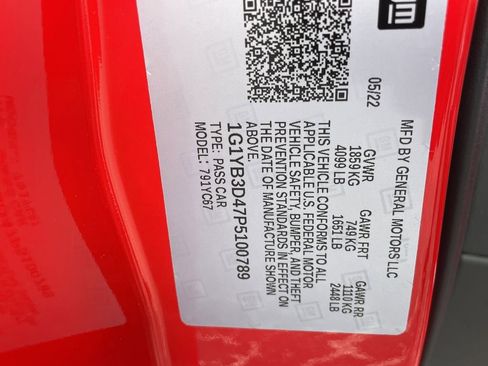 GM
MFD BY GENERAL MOTORS LLC
05/22
GVWR GAWR FRT GAWR RR
1859 KG 749 KG 1110 KG
4099 LB 1651 LB 2448 LB
THIS VEHICLE CONFORMS TO ALL
APPLICABLE U.S. FEDERAL MOTOR
VEHICLE SAFETY, BUMPER, AND THEFT
PREVENTION STANDARDS IN EFFECT ON
THE DATE OF MANUFACTURE SHOWN
ABOVE.
1G1YB3D47P5100789
TYPE: PASS CAR
MODEL: 791YC67